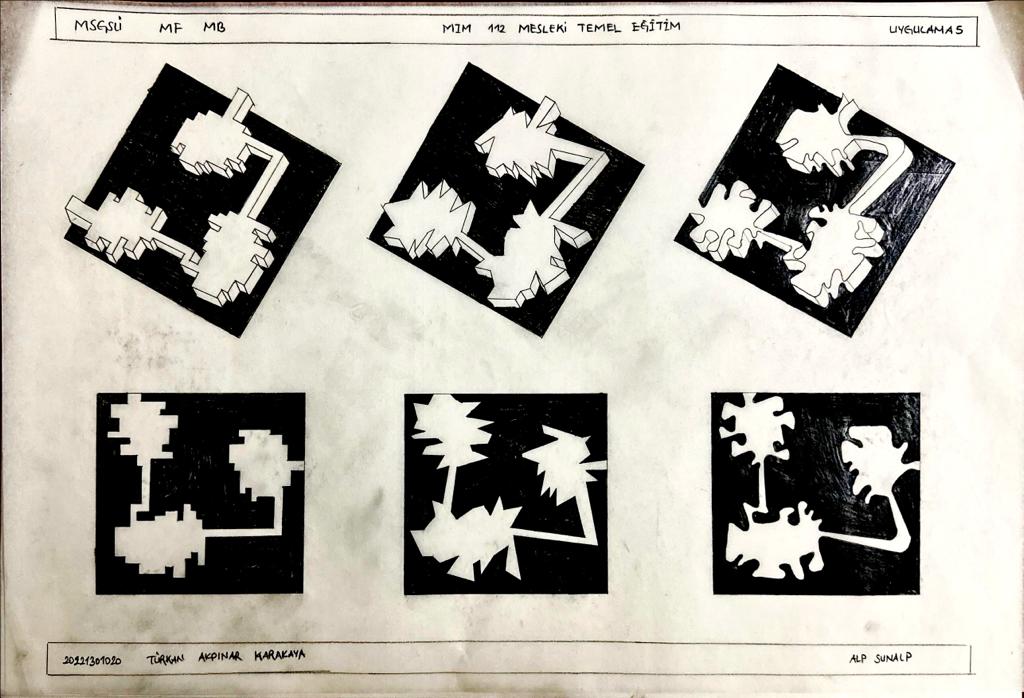 MSGSÜ MF MB MIM 112 MESLEKİ TEMEL EĞİTİM UYGULAMA 5
20221301020 TÜRKAN AKPINAR KARAKAYA ALP SUNALP